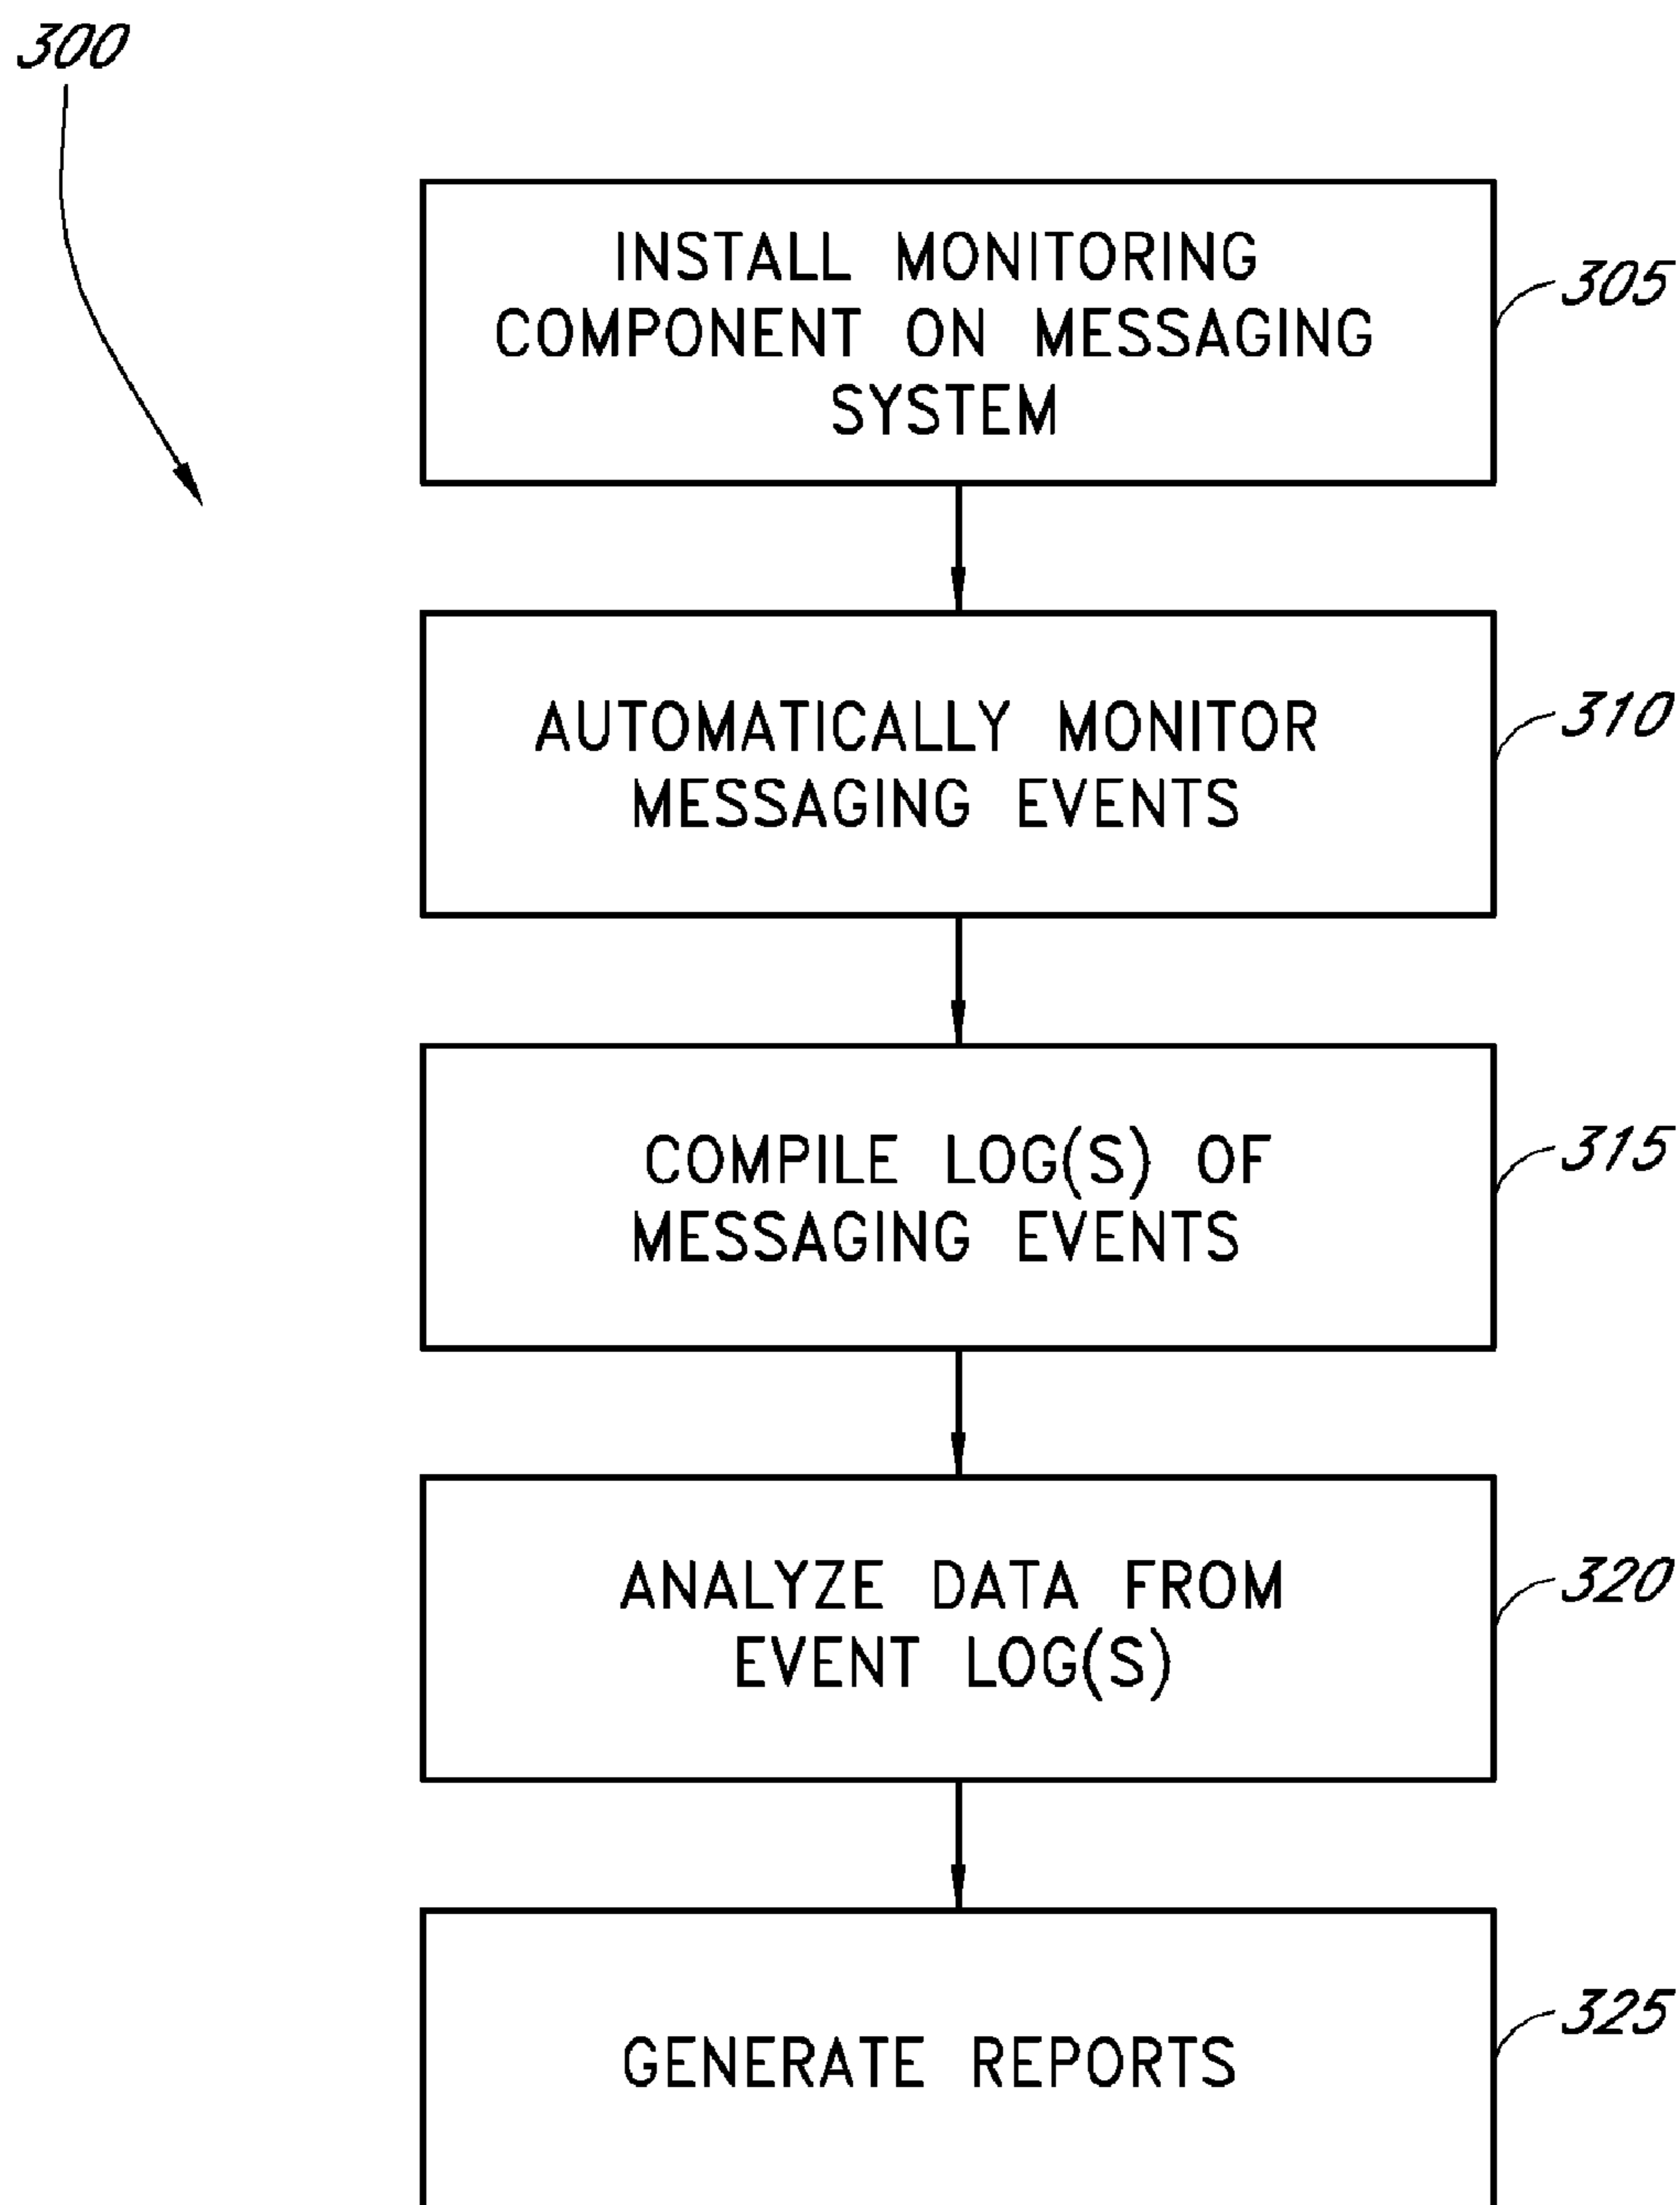 300
INSTALL MONITORING
COMPONENT ON MESSAGING
SYSTEM
305
AUTOMATICALLY MONITOR
MESSAGING EVENTS
310
COMPILE LOG(S) OF
MESSAGING EVENTS
315
ANALYZE DATA FROM
EVENT LOG(S)
320
GENERATE REPORTS
325